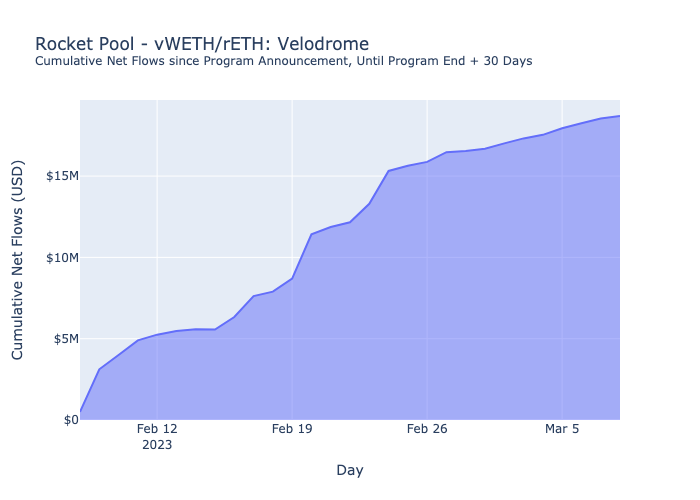 Rocket Pool - vWETH/rETH: Velodrome
Cumulative Net Flows since Program Announcement, Until Program End + 30 Days
Cumulative Net Flows (USD)
$15M
$10M
$5M
$0
Feb 12
2023
Feb 19
Feb 26
Mar 5
Day